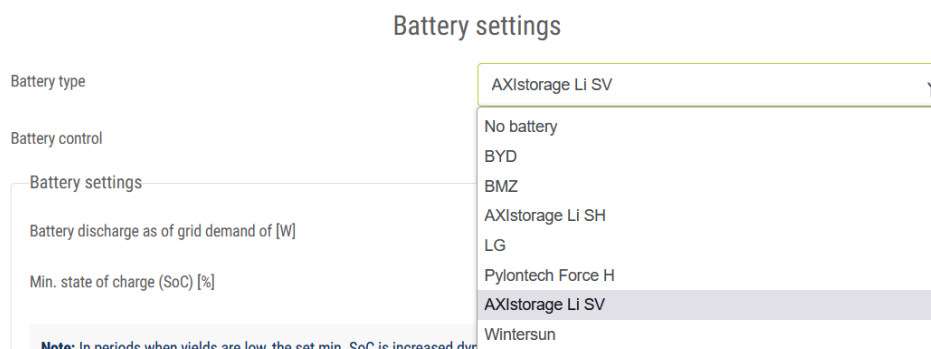 Battery settings
Battery type
AXIstorage Li SV
No battery
BYD
Battery control
BMZ
Battery settings
AXIstorage Li SH
Battery discharge as of grid demand of [W]
LG
Min. state of charge (SoC) [%]
Pylontech Force H
AXIstorage Li SV
Wintersun
Note: In periods when yields are low, the set min. SoC is increased